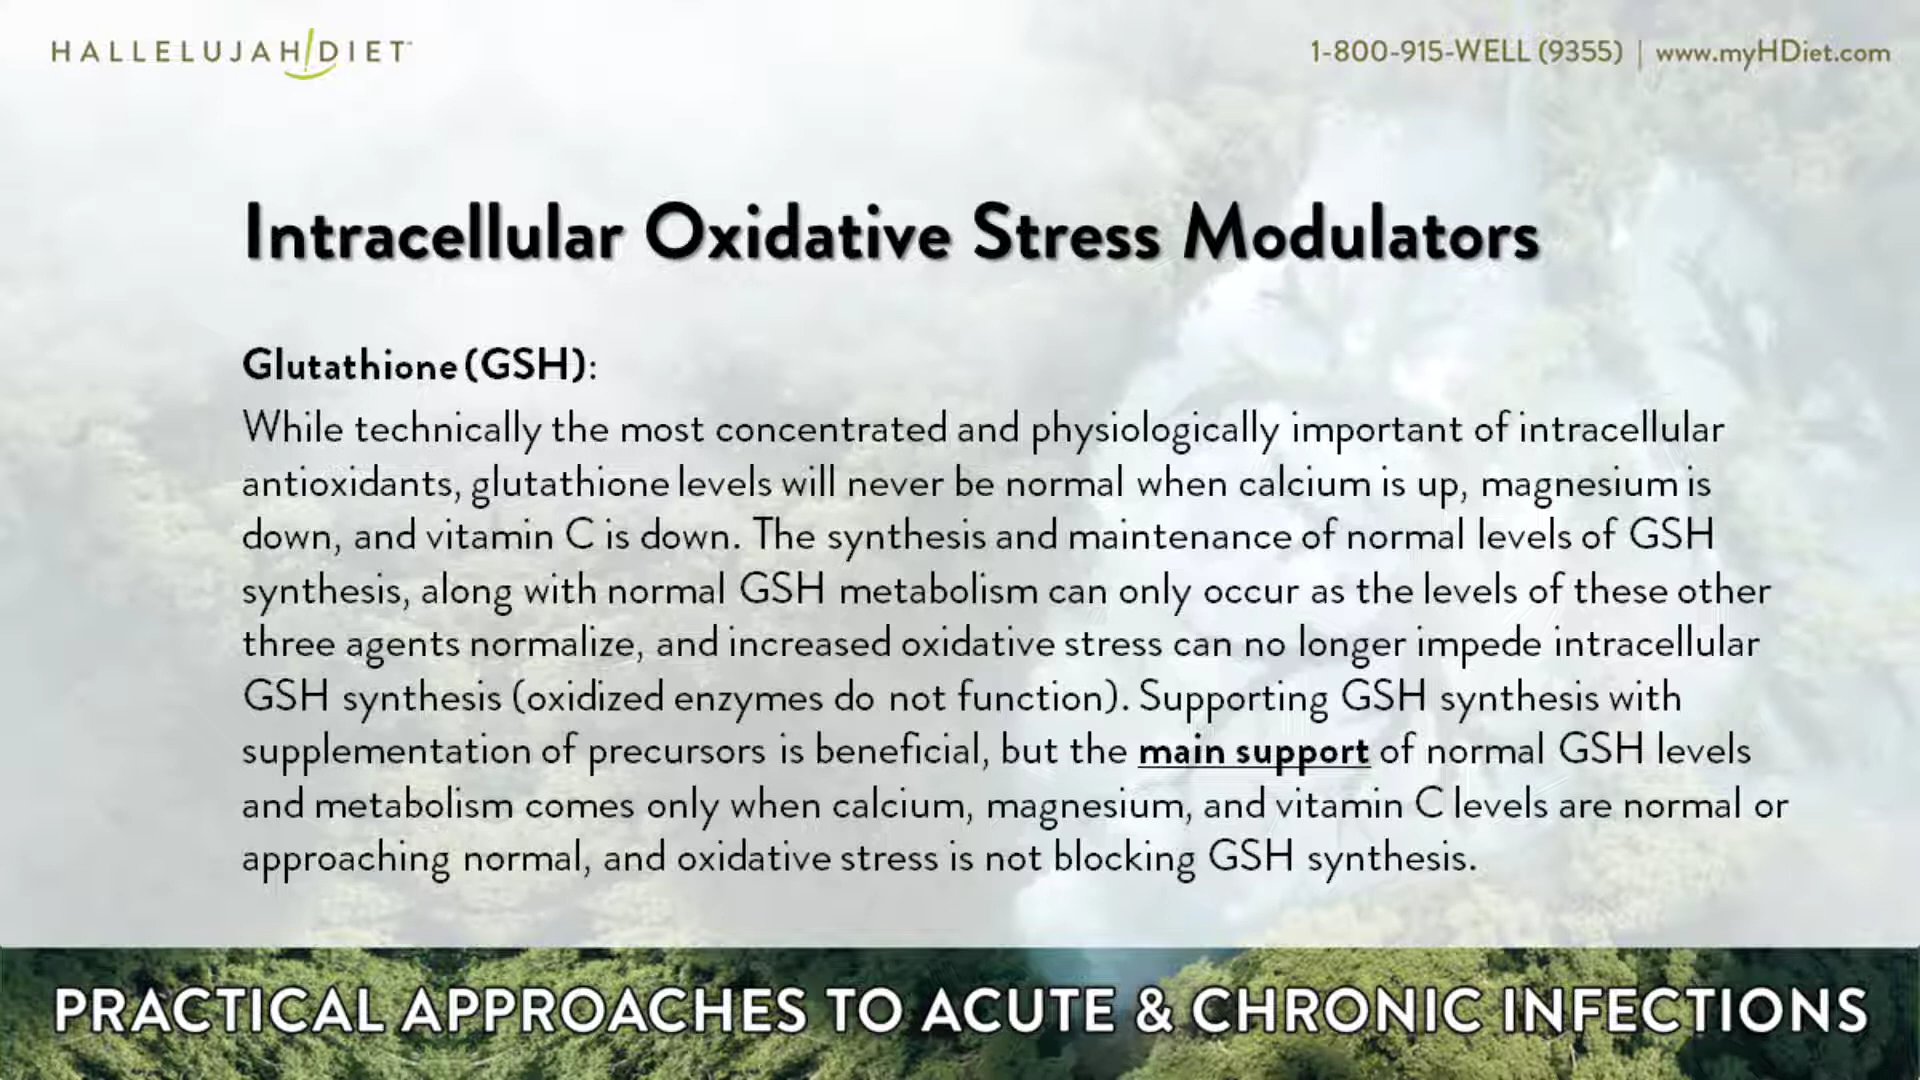 HALLELUJAH DIET
1-800-915-WELL (9355) | www.myHDiet.com
Intracellular Oxidative Stress Modulators
Glutathione (GSH):
While technically the most concentrated and physiologically important of intracellular
antioxidants, glutathione levels will never be normal when calcium is up, magnesium is
down, and vitamin C is down. The synthesis and maintenance of normal levels of GSH
synthesis, along with normal GSH metabolism can only occur as the levels of these other
three agents normalize, and increased oxidative stress can no longer impede intracellular
GSH synthesis (oxidized enzymes do not function). Supporting GSH synthesis with
supplementation of precursors is beneficial, but the main support of normal GSH levels
and metabolism comes only when calcium, magnesium, and vitamin C levels are normal or
approaching normal, and oxidative stress is not blocking GSH synthesis.
PRACTICAL APPROACHES TO ACUTE & CHRONIC INFECTIONS